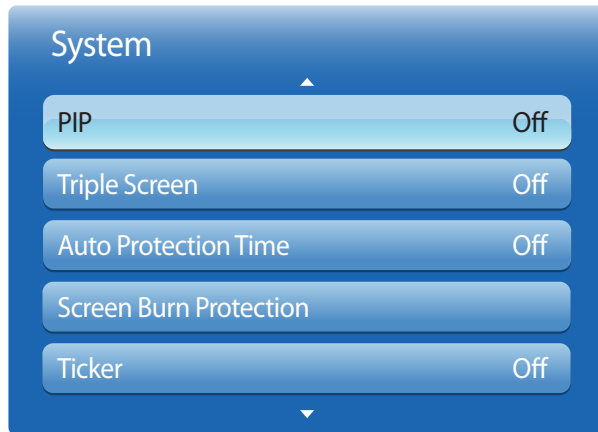 System
PIP Off
Triple Screen Off
Auto Protection Time Off
Screen Burn Protection
Ticker Off